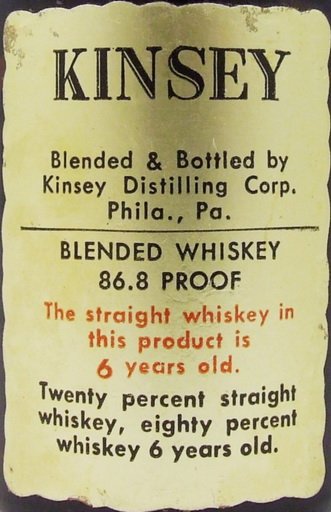 KINSEY
Blended & Bottled by
Kinsey Distilling Corp.
Phila., Pa.
BLENDED WHISKEY
86.8 PROOF
The straight whiskey in
this product is
6 years old.
Twenty percent straight
whiskey, eighty percent
whiskey 6 years old.